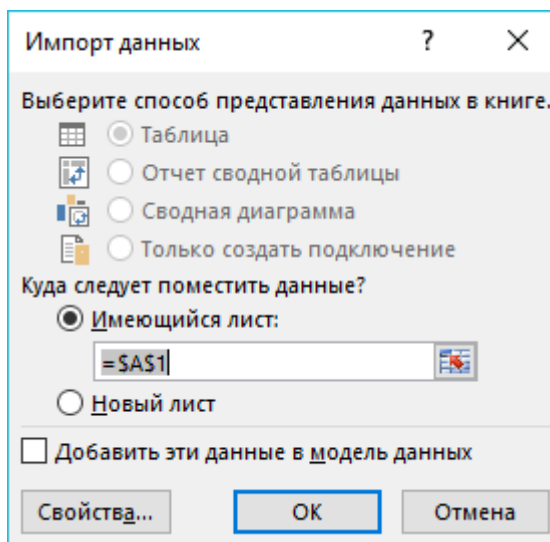 Импорт данных ?
Выберите способ представления данных в книге.
Таблица
Отчет сводной таблицы
Сводная диаграмма
Только создать подключение
Куда следует поместить данные?
Имеющийся лист:
=$A$1
Новый лист
Добавить эти данные в модель данных
Свойства... ОК Отмена